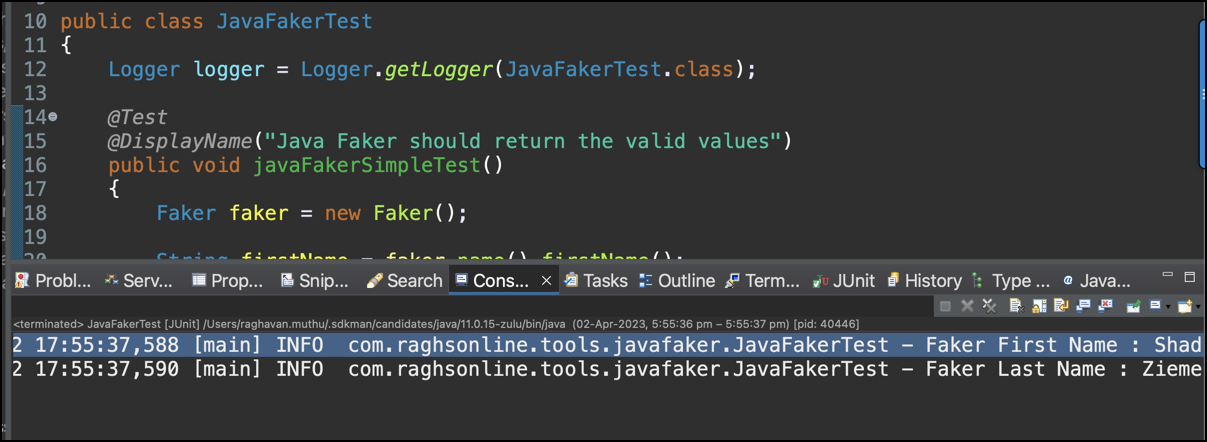 10 public class JavaFakerTest
11 {
12 Logger logger = Logger.getLogger(JavaFakerTest.class);
13
14 @Test
15 @DisplayName("Java Faker should return the valid values")
16 public void javaFakerSimpleTest()
17 {
18 Faker faker = new Faker();
19
20 String firstName = faker.name().firstName();
Probl... Serv... Prop... Snip... Search Cons... Tasks Outline Term... JUnit History Type ... Java...
<terminated> JavaFakerTest [JUnit] /Users/raghavan.muthu/.sdkman/candidates/java/11.0.15-zulu/bin/java (02-Apr-2023, 5:55:36 pm – 5:55:37 pm) [pid: 40446]
2 17:55:37,588 [main] INFO com.raghsonline.tools.javafaker.JavaFakerTest - Faker First Name : Shad
2 17:55:37,590 [main] INFO com.raghsonline.tools.javafaker.JavaFakerTest - Faker Last Name : Zieme